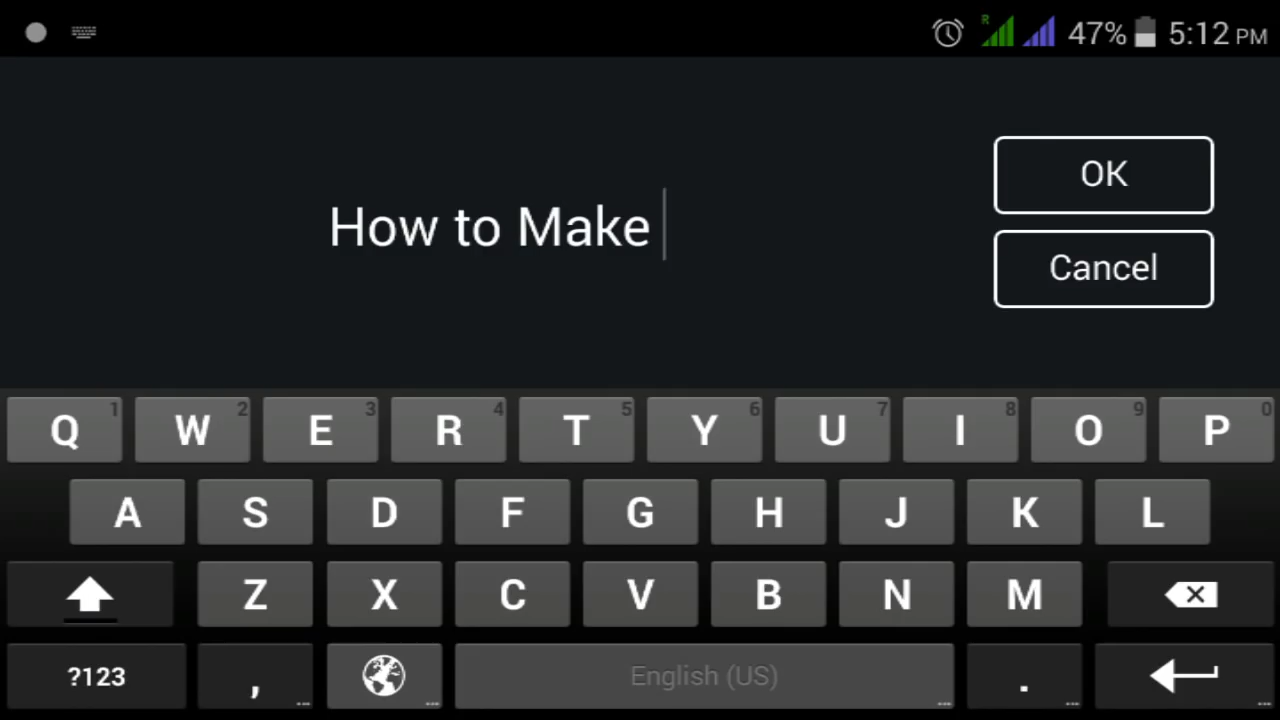 R 47% 5:12 PM
How to Make
OK
Cancel
Q 1 W 2 E 3 R 4 T 5 Y 6 U 7 I 8 O 9 P 0
A S D F G H J K L
Z X C V B N M
?123 , English (US) .